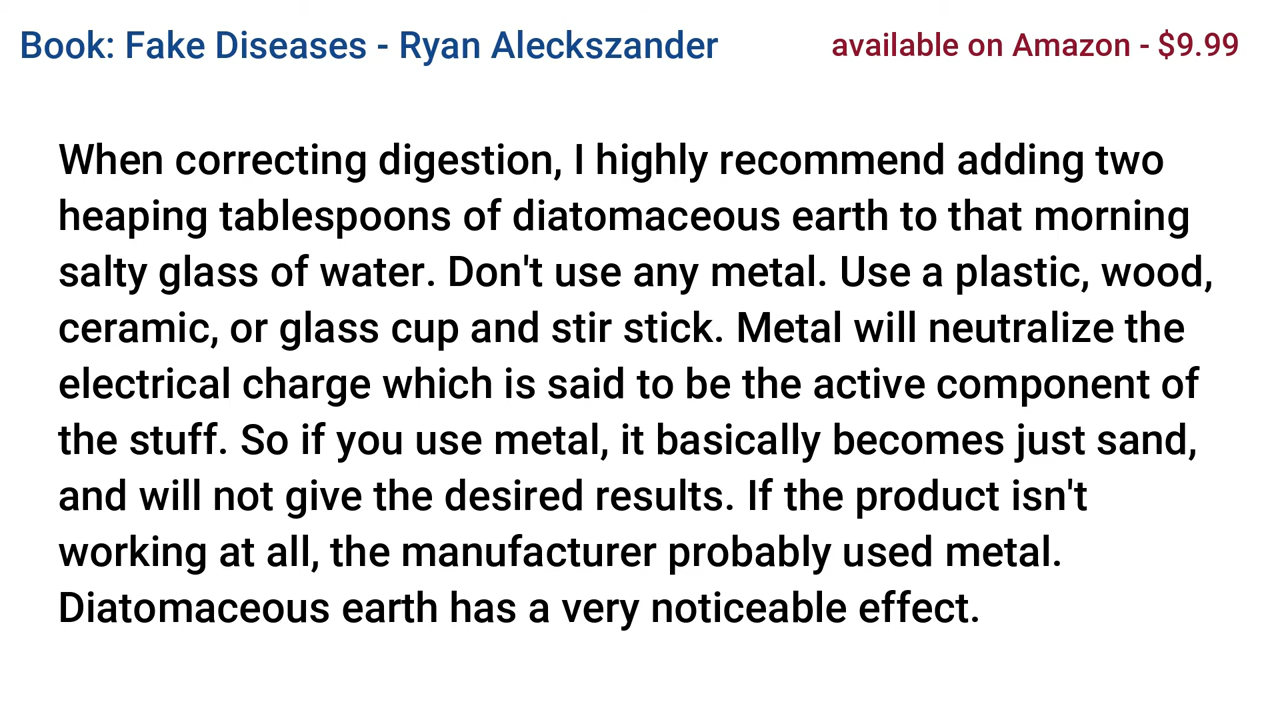 Book: Fake Diseases - Ryan Aleckszander
available on Amazon - $9.99
When correcting digestion, I highly recommend adding two
heaping tablespoons of diatomaceous earth to that morning
salty glass of water. Don't use any metal. Use a plastic, wood,
ceramic, or glass cup and stir stick. Metal will neutralize the
electrical charge which is said to be the active component of
the stuff. So if you use metal, it basically becomes just sand,
and will not give the desired results. If the product isn't
working at all, the manufacturer probably used metal.
Diatomaceous earth has a very noticeable effect.